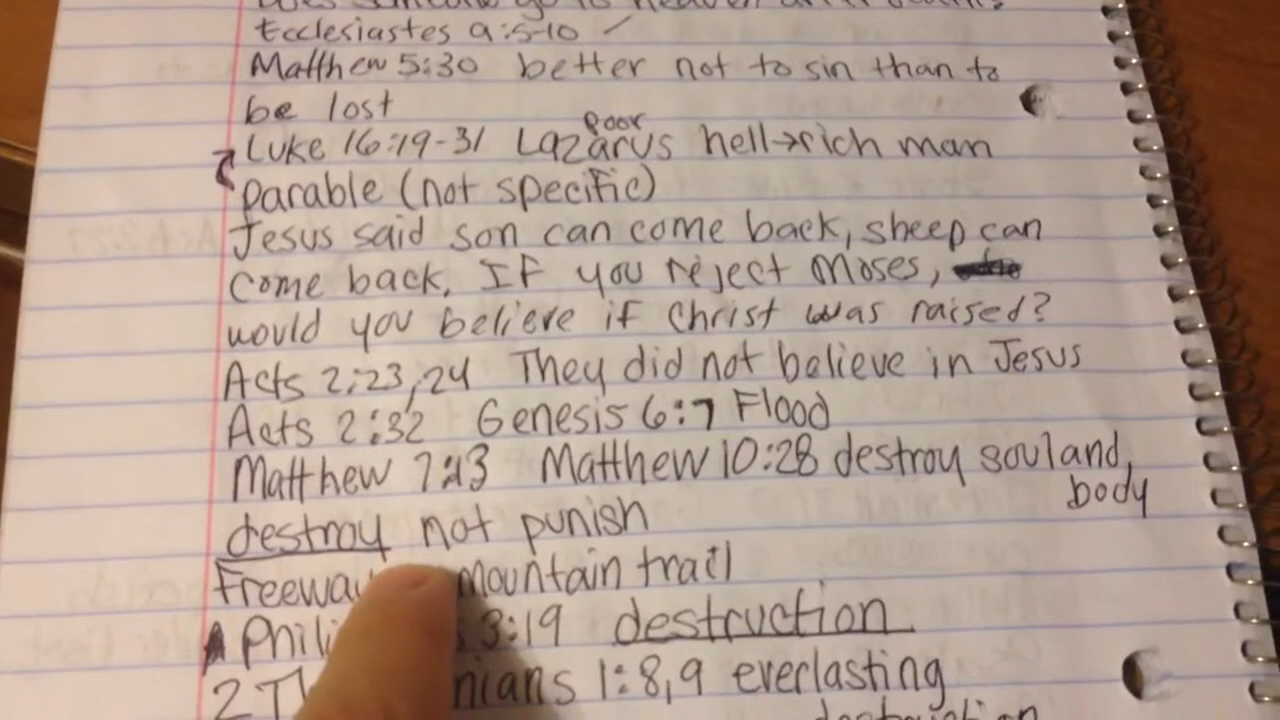 Ecclesiastes 9:5-10
Matthew 5:30 better not to sin than to
be lost
poor
Luke 16:19-31 Lazarus hell→rich man
parable (not specific)
Jesus said son can come back, sheep can
come back. If you reject Moses,
would you believe if Christ was raised?
Acts 2:23,24 They did not believe in Jesus
Acts 2:32 Genesis 6:7 Flood
Matthew 7:13 Matthew 10:28 destroy soul and
body
destroy not punish
Freeway mountain trail
3:19 destruction
2 1:8,9 everlasting